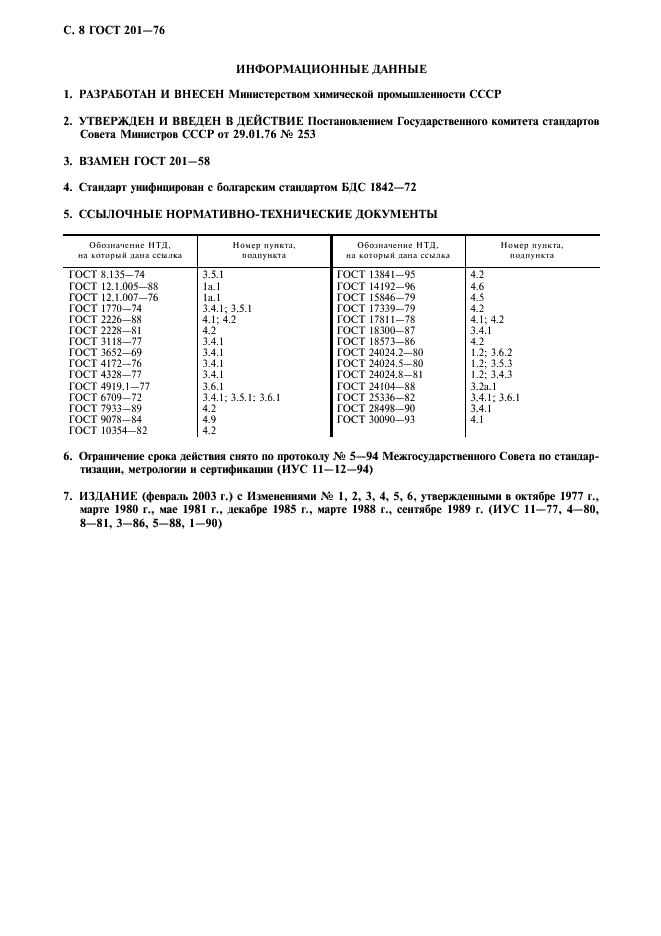 С. 8 ГОСТ 201—76
ИНФОРМАЦИОННЫЕ ДАННЫЕ
1. РАЗРАБОТАН И ВНЕСЕН Министерством химической промышленности СССР
2. УТВЕРЖДЕН И ВВЕДЕН В ДЕЙСТВИЕ Постановлением Государственного комитета стандартов
Совета Министров СССР от 29.01.76 № 253
3. ВЗАМЕН ГОСТ 201—58
4. Стандарт унифицирован с болгарским стандартом БДС 1842—72
5. ССЫЛОЧНЫЕ НОРМАТИВНО-ТЕХНИЧЕСКИЕ ДОКУМЕНТЫ
Обозначение НТД, Номер пункта, Обозначение НТД, Номер пункта,
на который дана ссылка подпункта на который дана ссылка подпункта
ГОСТ 8.135—74 3.5.1 ГОСТ 13841—95 4.2
ГОСТ 12.1.005—88 1а.1 ГОСТ 14192—96 4.6
ГОСТ 12.1.007—76 1а.1 ГОСТ 15846—79 4.5
ГОСТ 1770—74 3.4.1; 3.5.1 ГОСТ 17339—79 4.2
ГОСТ 2226—88 4.1; 4.2 ГОСТ 17811—78 4.1; 4.2
ГОСТ 2228—81 4.2 ГОСТ 18300—87 3.4.1
ГОСТ 3118—77 3.4.1 ГОСТ 18573—86 4.2
ГОСТ 3652—69 3.4.1 ГОСТ 24024.2—80 1.2; 3.6.2
ГОСТ 4172—76 3.4.1 ГОСТ 24024.5—80 1.2; 3.5.3
ГОСТ 4328—77 3.4.1 ГОСТ 24024.8—81 1.2; 3.4.3
ГОСТ 4919.1—77 3.6.1 ГОСТ 24104—88 3.2а.1
ГОСТ 6709—72 3.4.1; 3.5.1; 3.6.1 ГОСТ 25336—82 3.4.1; 3.6.1
ГОСТ 7933—89 4.2 ГОСТ 28498—90 3.4.1
ГОСТ 9078—84 4.9 ГОСТ 30090—93 4.1
ГОСТ 10354—82 4.2
6. Ограничение срока действия снято по протоколу № 5—94 Межгосударственного Совета по стандар-
тизации, метрологии и сертификации (ИУС 11—12—94)
7. ИЗДАНИЕ (февраль 2003 г.) с Изменениями № 1, 2, 3, 4, 5, 6, утвержденными в октябре 1977 г.,
марте 1980 г., мае 1981 г., декабре 1985 г., марте 1988 г., сентябре 1989 г. (ИУС 11—77, 4—80,
8—81, 3—86, 5—88, 1—90)